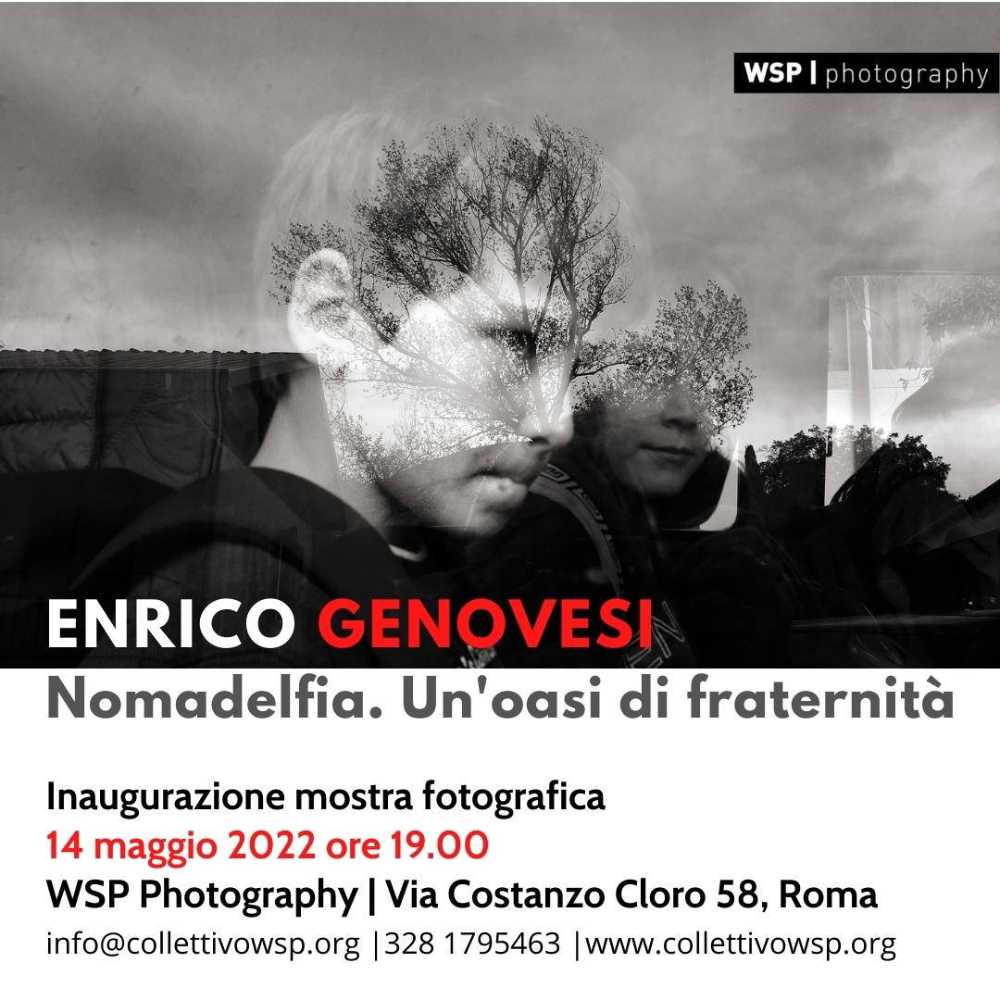 WSP | photography
ENRICO GENOVESI
Nomadelfia. Un'oasi di fraternità
Inaugurazione mostra fotografica
14 maggio 2022 ore 19.00
WSP Photography | Via Costanzo Cloro 58, Roma
info@collettivowsp.org |328 1795463 |www.collettivowsp.org